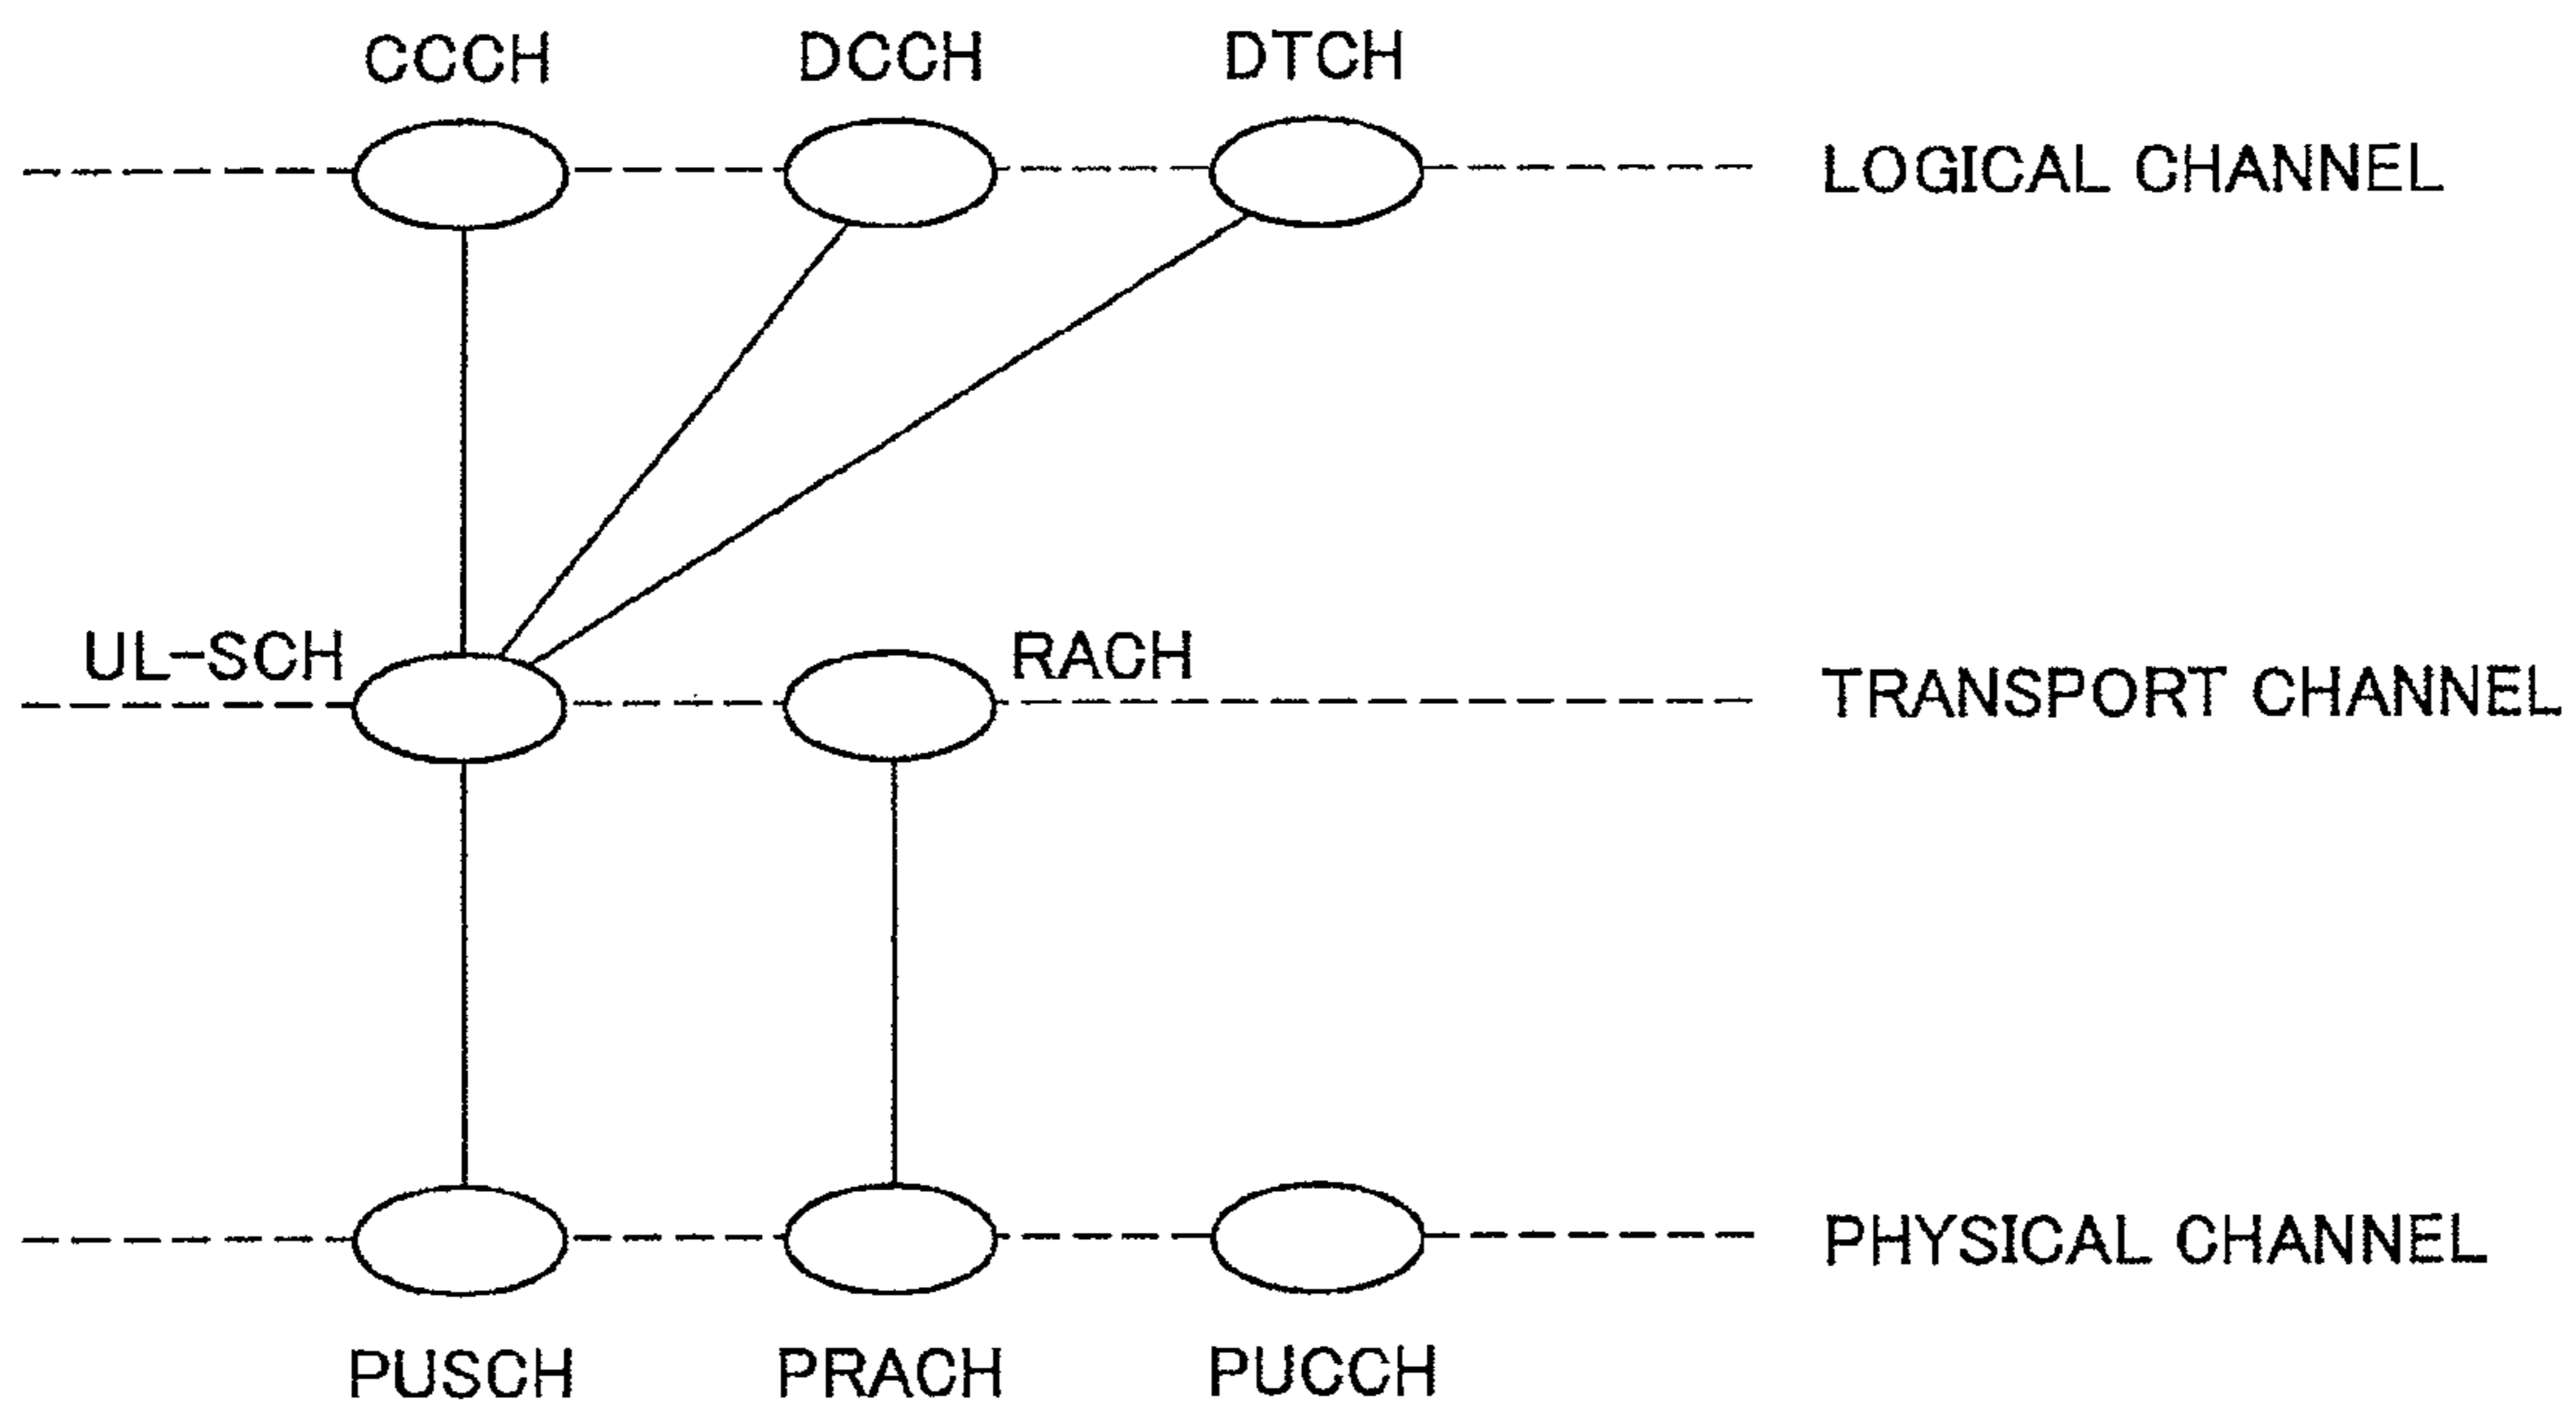 CCCH DCCH DTCH
LOGICAL CHANNEL
UL-SCH RACH
TRANSPORT CHANNEL
PHYSICAL CHANNEL
PUSCH PRACH PUCCH